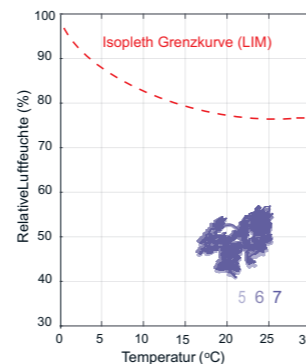 100
90
80
70
60
50
40
30
RelativeLuftfeuchte (%)
Isopleth Grenzkurve (LIM)
5 6 7
0 5 10 15 20 25 30
Temperatur (°C)